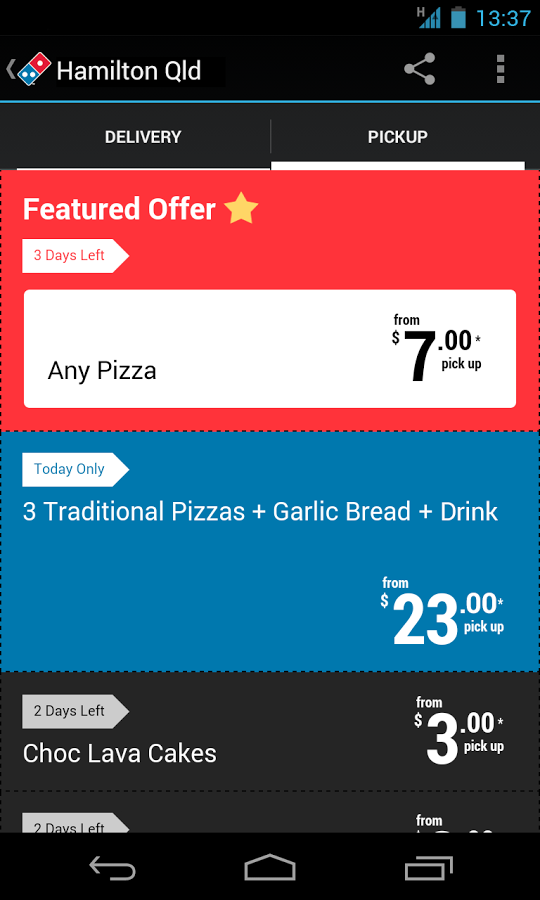 H 13:37
Hamilton Qld
DELIVERY
PICKUP
Featured Offer
3 Days Left
Any Pizza
from
$7.00*
pick up
Today Only
3 Traditional Pizzas + Garlic Bread + Drink
from
$23.00*
pick up
2 Days Left
Choc Lava Cakes
from
$3.00*
pick up
2 Days Left
from